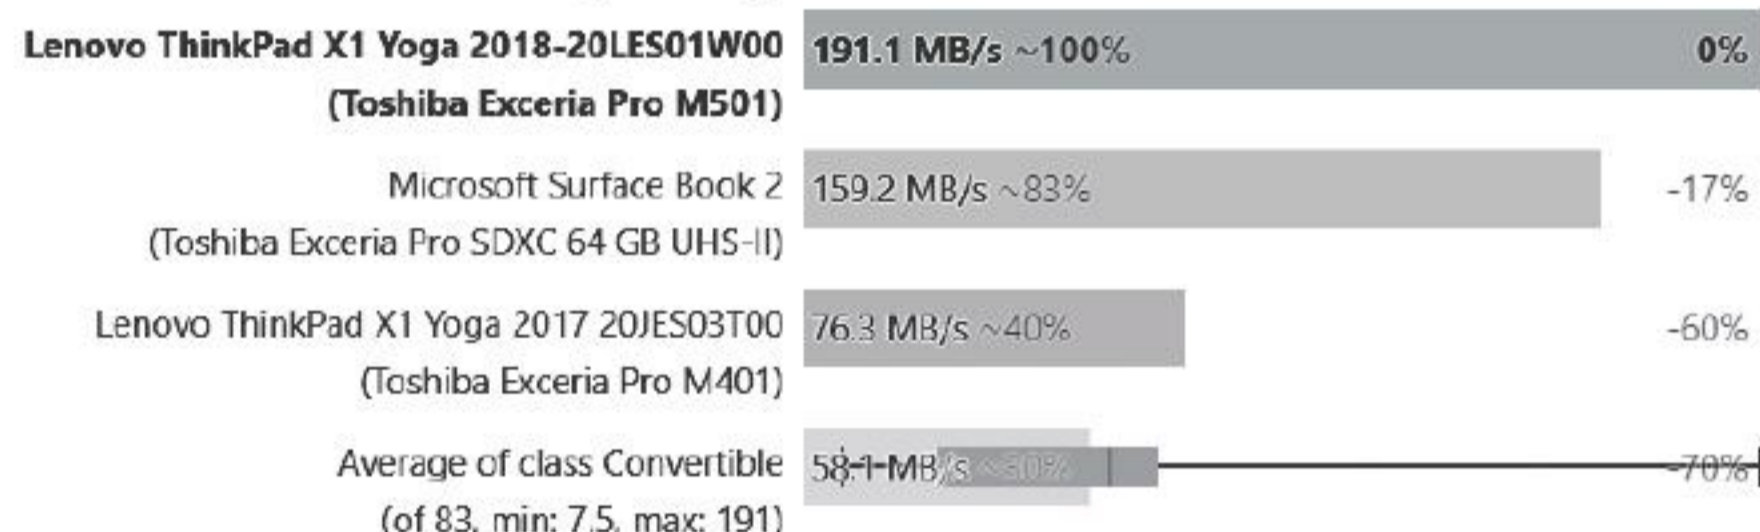 Lenovo ThinkPad X1 Yoga 2018-20LES01W00 191.1 MB/s ~100% 0%
(Toshiba Exceria Pro M501)
Microsoft Surface Book 2 159.2 MB/s ~83% -17%
(Toshiba Exceria Pro SDXC 64 GB UHS-II)
Lenovo ThinkPad X1 Yoga 2017 20JES03T00 76.3 MB/s ~40% -60%
(Toshiba Exceria Pro M401)
Average of class Convertible 58.1 MB/s ~30% -70%
(of 83, min: 7.5, max: 191)